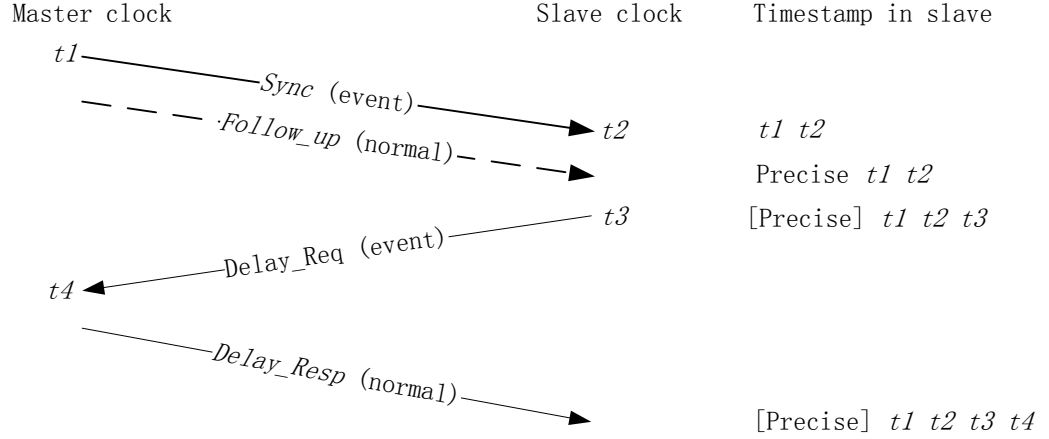 Master clock Slave clock Timestamp in slave
t1
Sync (event)
t2 t1 t2
Follow_up (normal)
Precise t1 t2
t3 [Precise] t1 t2 t3
Delay_Req (event)
t4
Delay_Resp (normal)
[Precise] t1 t2 t3 t4